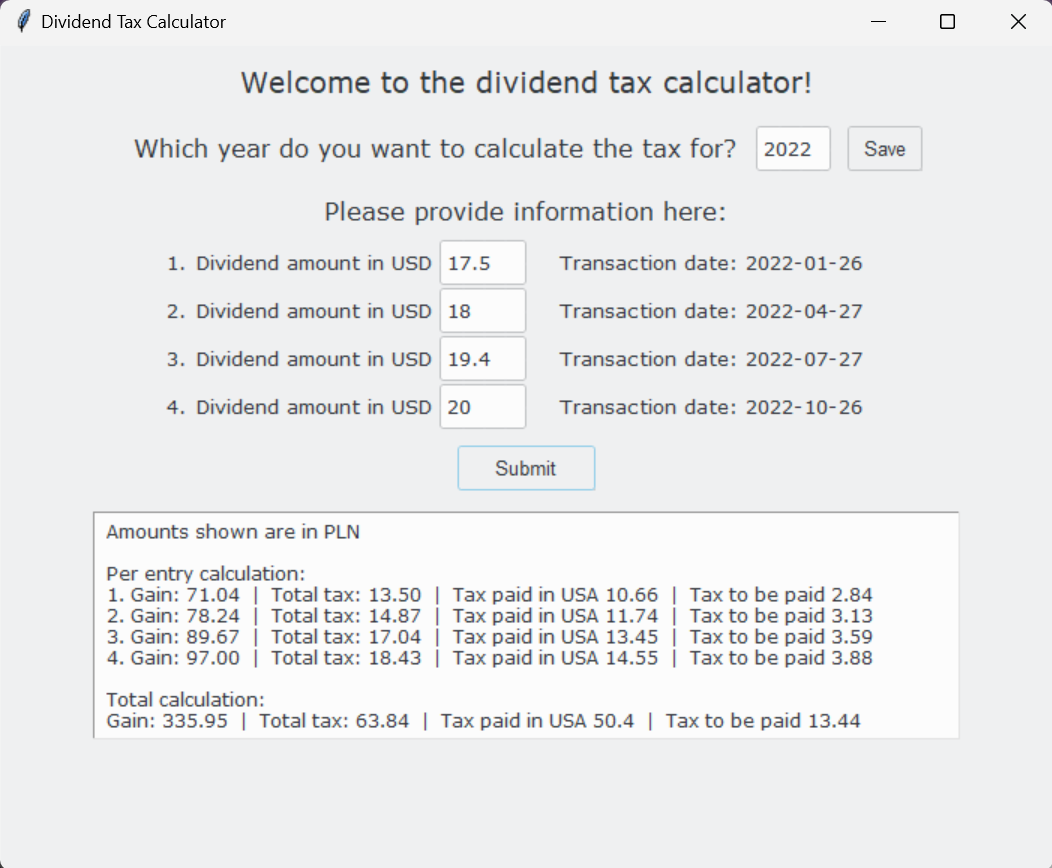 Dividend Tax Calculator
Welcome to the dividend tax calculator!
Which year do you want to calculate the tax for? 2022 Save
Please provide information here:
1. Dividend amount in USD 17.5 Transaction date: 2022-01-26
2. Dividend amount in USD 18 Transaction date: 2022-04-27
3. Dividend amount in USD 19.4 Transaction date: 2022-07-27
4. Dividend amount in USD 20 Transaction date: 2022-10-26
Submit
Amounts shown are in PLN
Per entry calculation:
1. Gain: 71.04 | Total tax: 13.50 | Tax paid in USA 10.66 | Tax to be paid 2.84
2. Gain: 78.24 | Total tax: 14.87 | Tax paid in USA 11.74 | Tax to be paid 3.13
3. Gain: 89.67 | Total tax: 17.04 | Tax paid in USA 13.45 | Tax to be paid 3.59
4. Gain: 97.00 | Total tax: 18.43 | Tax paid in USA 14.55 | Tax to be paid 3.88
Total calculation:
Gain: 335.95 | Total tax: 63.84 | Tax paid in USA 50.4 | Tax to be paid 13.44